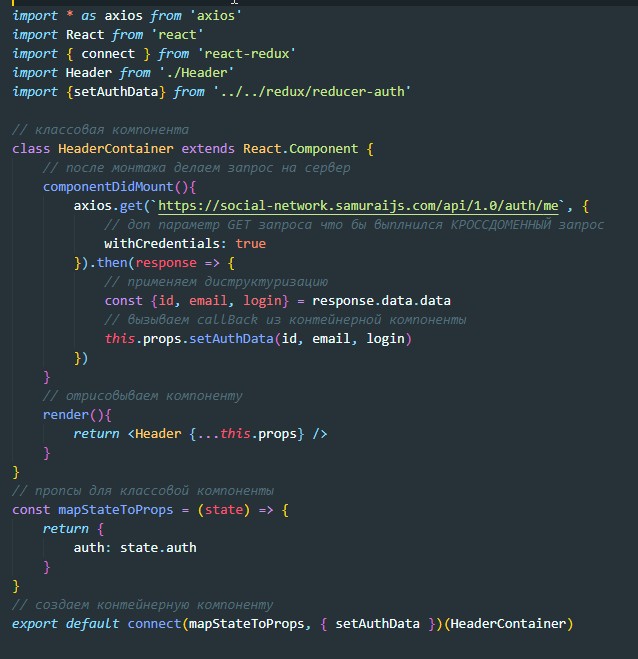 import * as axios from 'axios'
import React from 'react'
import { connect } from 'react-redux'
import Header from './Header'
import {setAuthData} from '../../redux/reducer-auth'
// классовая компонента
class HeaderContainer extends React.Component {
// после монтажа делаем запрос на сервер
componentDidMount(){
axios.get(`https://social-network.samuraijs.com/api/1.0/auth/me`, {
// доп параметр GET запроса что бы выплнился КРОССДОМЕННЫЙ запрос
withCredentials: true
}).then(response => {
// применяем диструктуризацию
const {id, email, login} = response.data.data
// вызываем callBack из контейнерной компоненты
this.props.setAuthData(id, email, login)
})
}
// отрисовываем компоненту
render(){
return <Header {...this.props} />
}
}
// пропсы для классовой компоненты
const mapStateToProps = (state) => {
return {
auth: state.auth
}
}
// создаем контейнерную компоненту
export default connect(mapStateToProps, { setAuthData })(HeaderContainer)